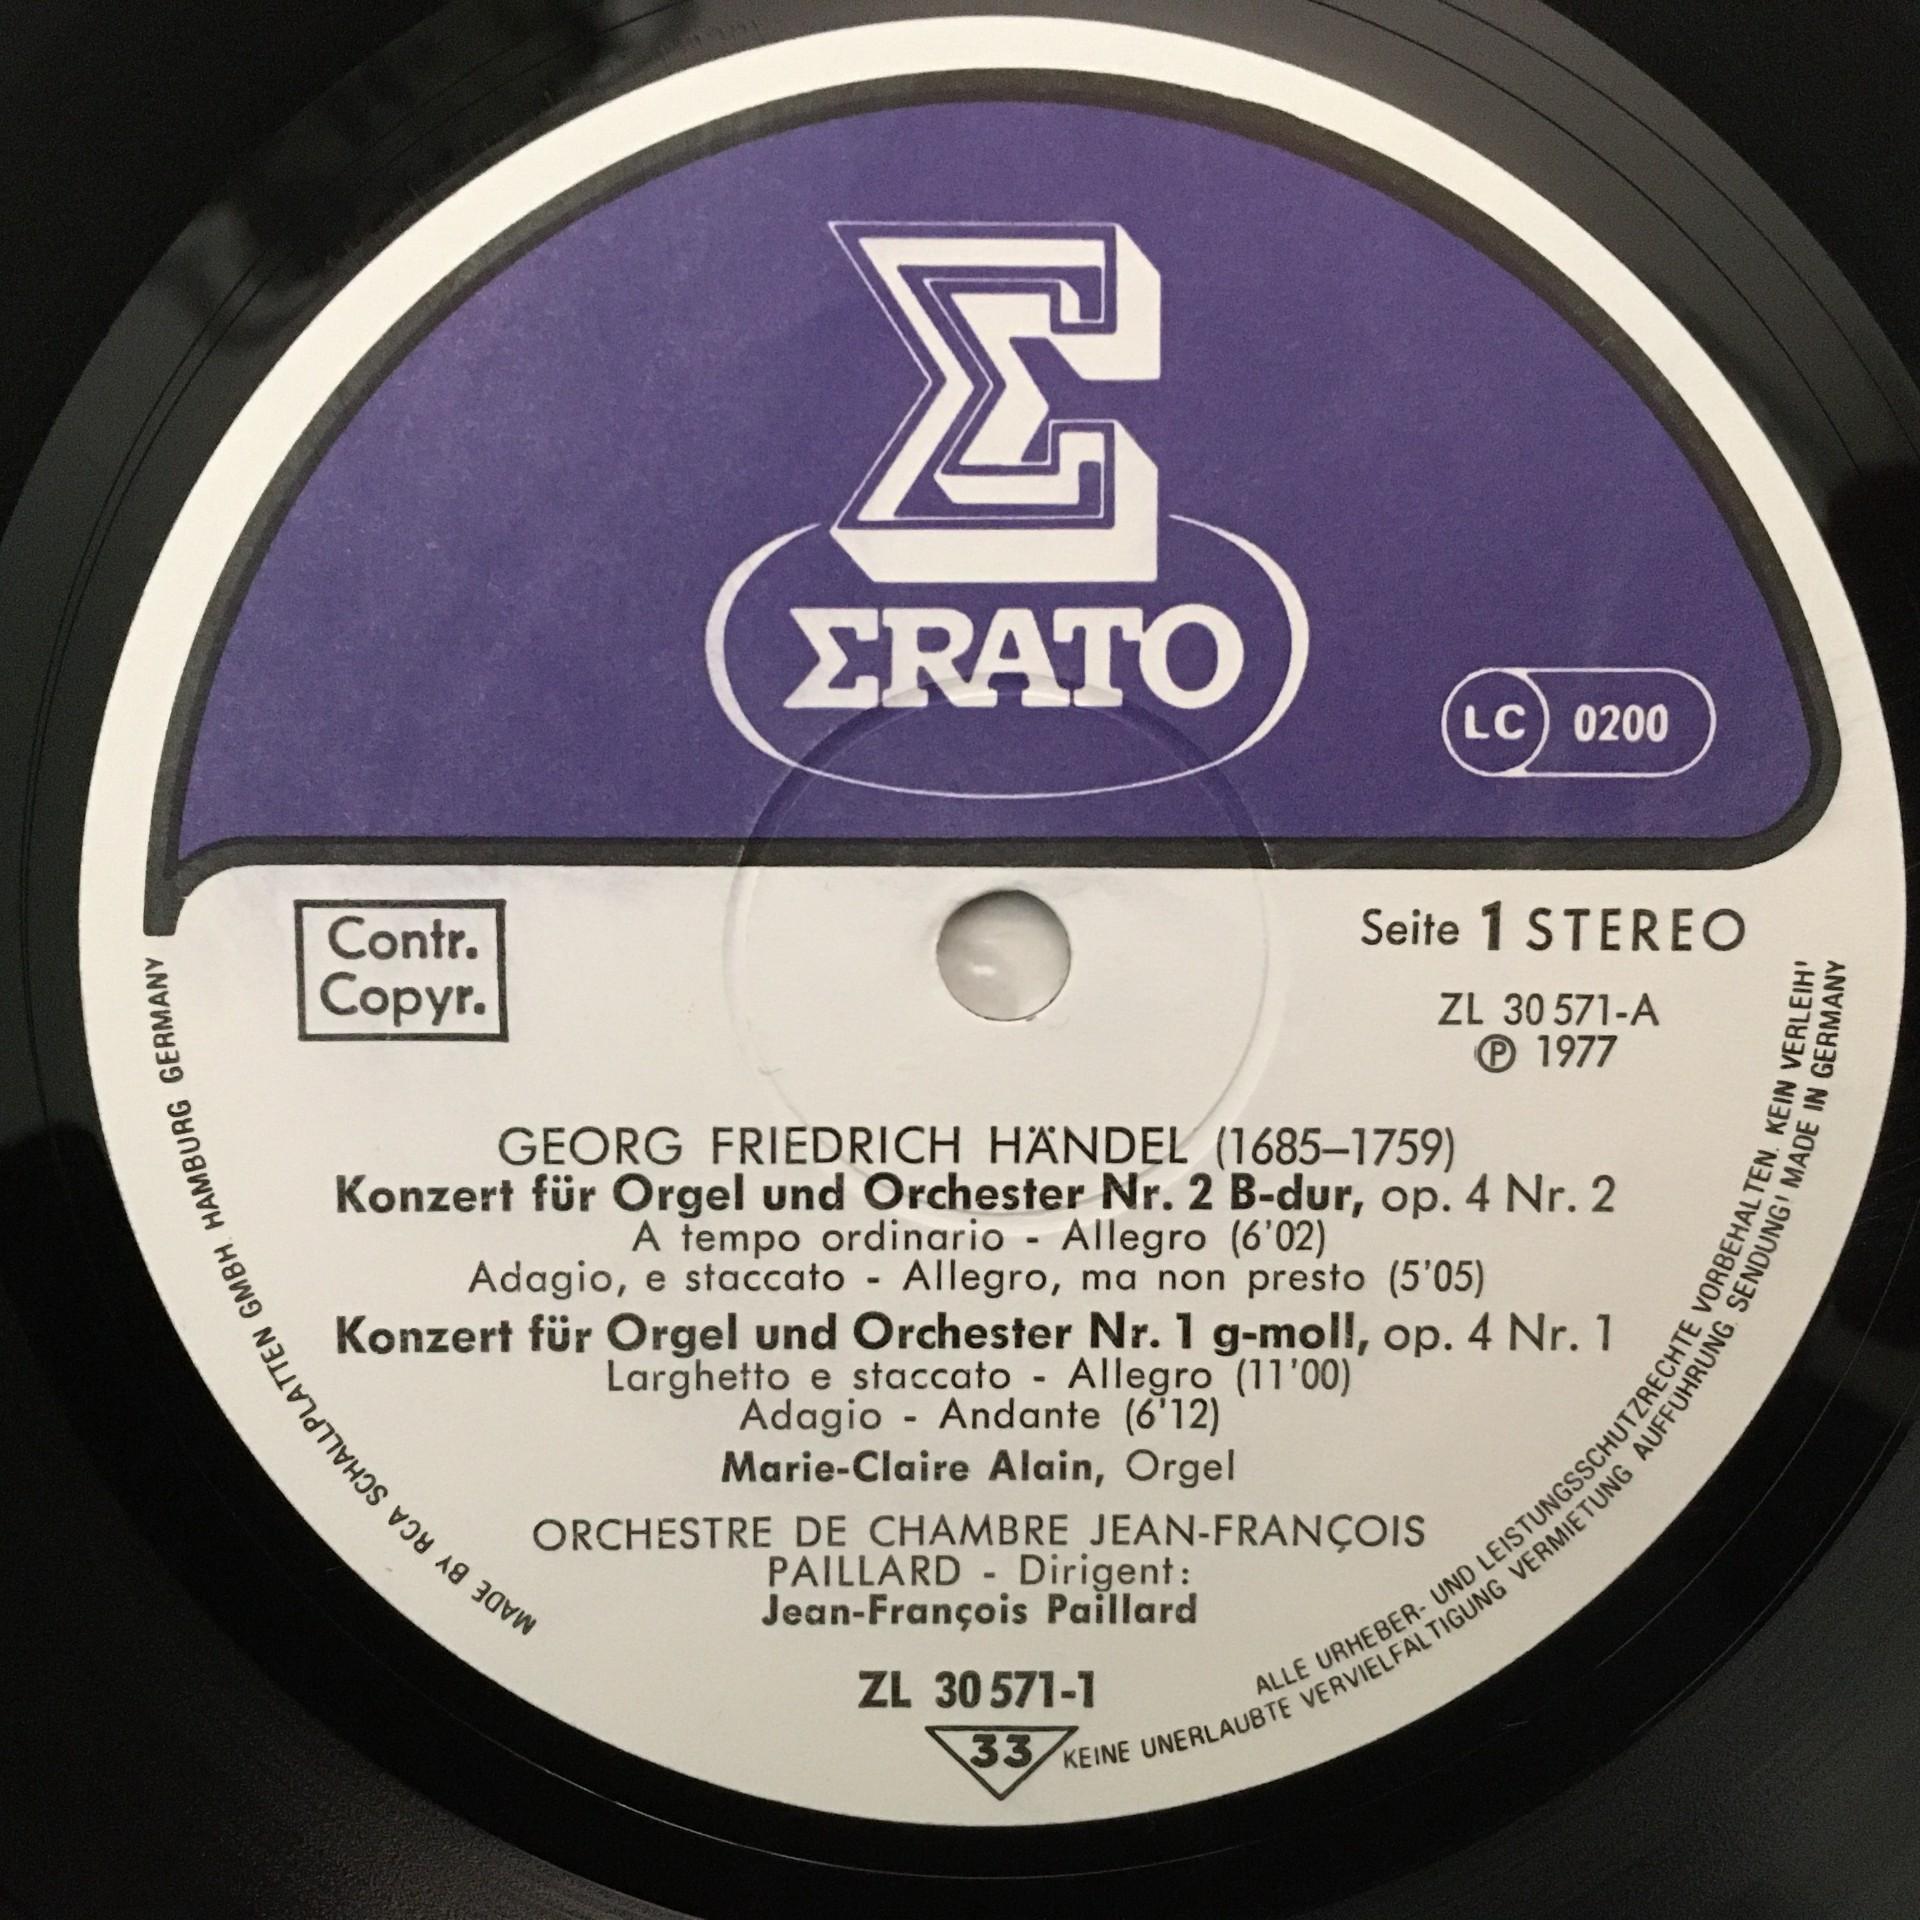 Σ
ΣRATO
LC 0200
Contr.
Copyr.
Seite 1 STEREO
ZL 30 571-A
Ⓟ 1977
GEORG FRIEDRICH HÄNDEL (1685–1759)
Konzert für Orgel und Orchester Nr. 2 B-dur, op. 4 Nr. 2
A tempo ordinario - Allegro (6'02)
Adagio, e staccato - Allegro, ma non presto (5'05)
Konzert für Orgel und Orchester Nr. 1 g-moll, op. 4 Nr. 1
Larghetto e staccato - Allegro (11'00)
Adagio - Andante (6'12)
Marie-Claire Alain, Orgel
ORCHESTRE DE CHAMBRE JEAN-FRANÇOIS
PAILLARD - Dirigent:
Jean-François Paillard
ZL 30 571-1
33
MADE BY RCA SCHALLPLATTEN GMBH. HAMBURG GERMANY
ALLE URHEBER- UND LEISTUNGSSCHUTZRECHTE VORBEHALTEN. KEIN VERLEIH!
KEINE UNERLAUBTE VERVIELFÄLTIGUNG VERMIETUNG AUFFÜHRUNG. SENDUNG! MADE IN GERMANY